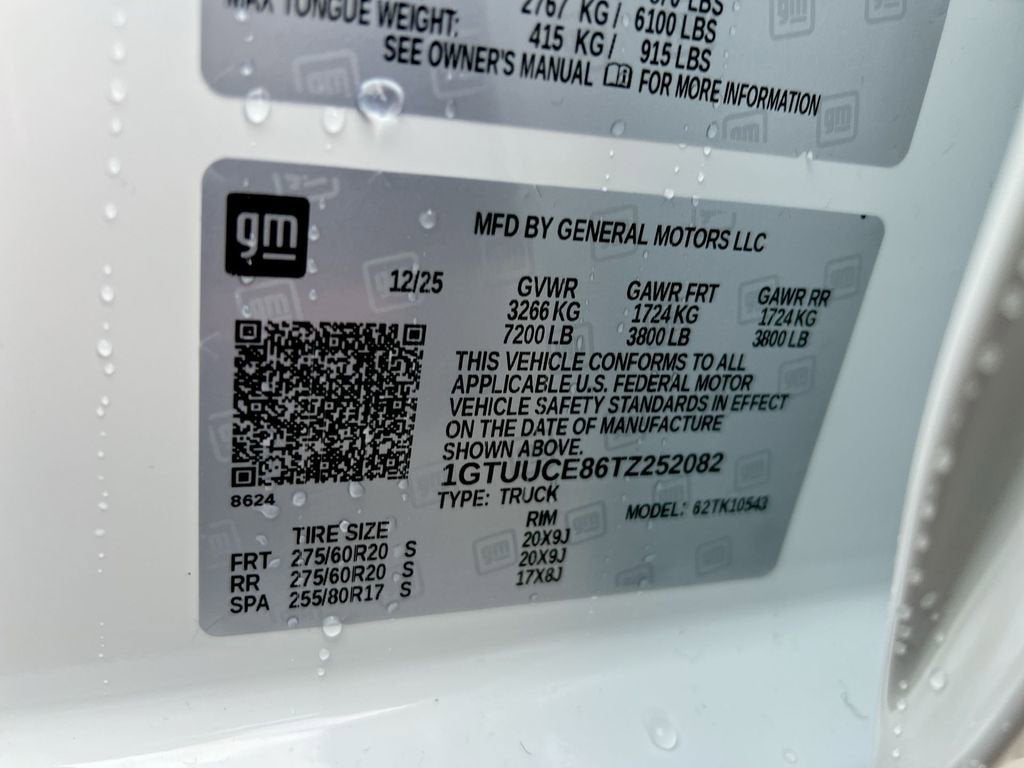 MAX TONGUE WEIGHT: 2767 KG / 6100 LBS
415 KG / 915 LBS
SEE OWNER'S MANUAL FOR MORE INFORMATION
gm
MFD BY GENERAL MOTORS LLC
12/25 GVWR GAWR FRT GAWR RR
3266 KG 1724 KG 1724 KG
7200 LB 3800 LB 3800 LB
THIS VEHICLE CONFORMS TO ALL
APPLICABLE U.S. FEDERAL MOTOR
VEHICLE SAFETY STANDARDS IN EFFECT
ON THE DATE OF MANUFACTURE
SHOWN ABOVE.
1GTUUCE86TZ252082
8624 TYPE: TRUCK MODEL: 62TK10543
TIRE SIZE RIM
FRT 275/60R20 S 20X9J
RR 275/60R20 S 20X9J
SPA 255/80R17 S 17X8J